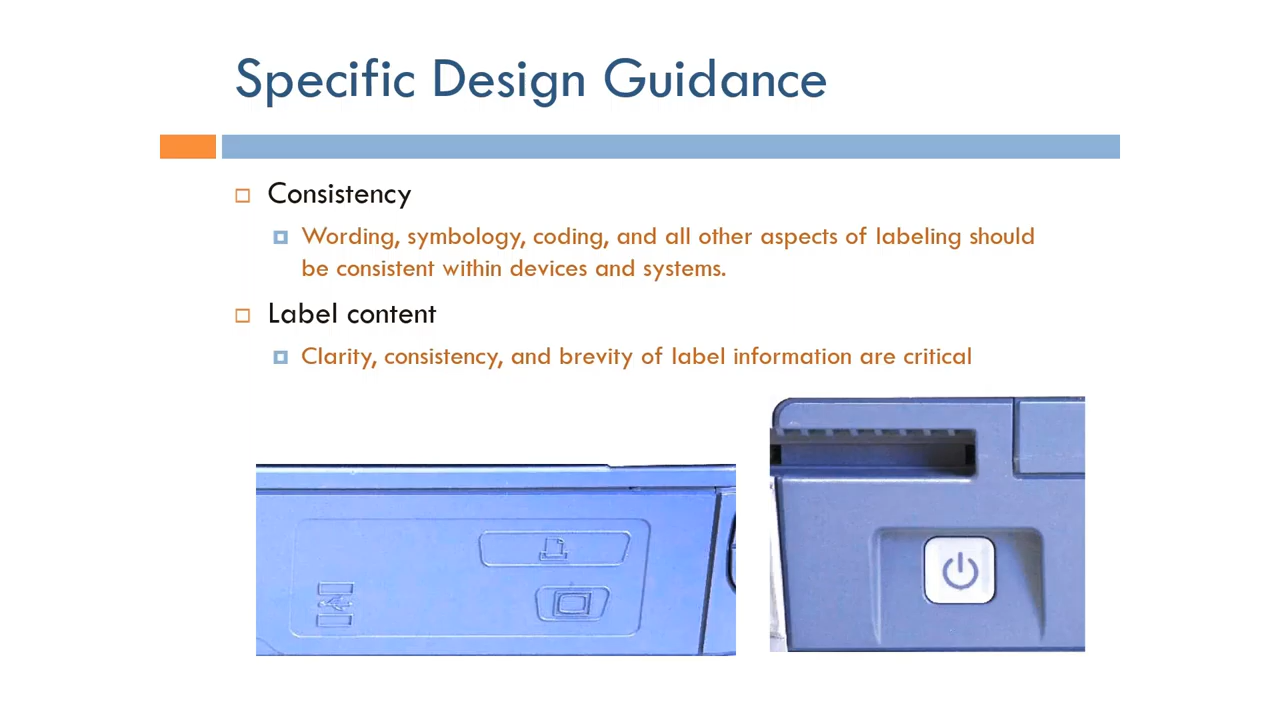 Specific Design Guidance
Consistency
Wording, symbology, coding, and all other aspects of labeling should
be consistent within devices and systems.
Label content
Clarity, consistency, and brevity of label information are critical